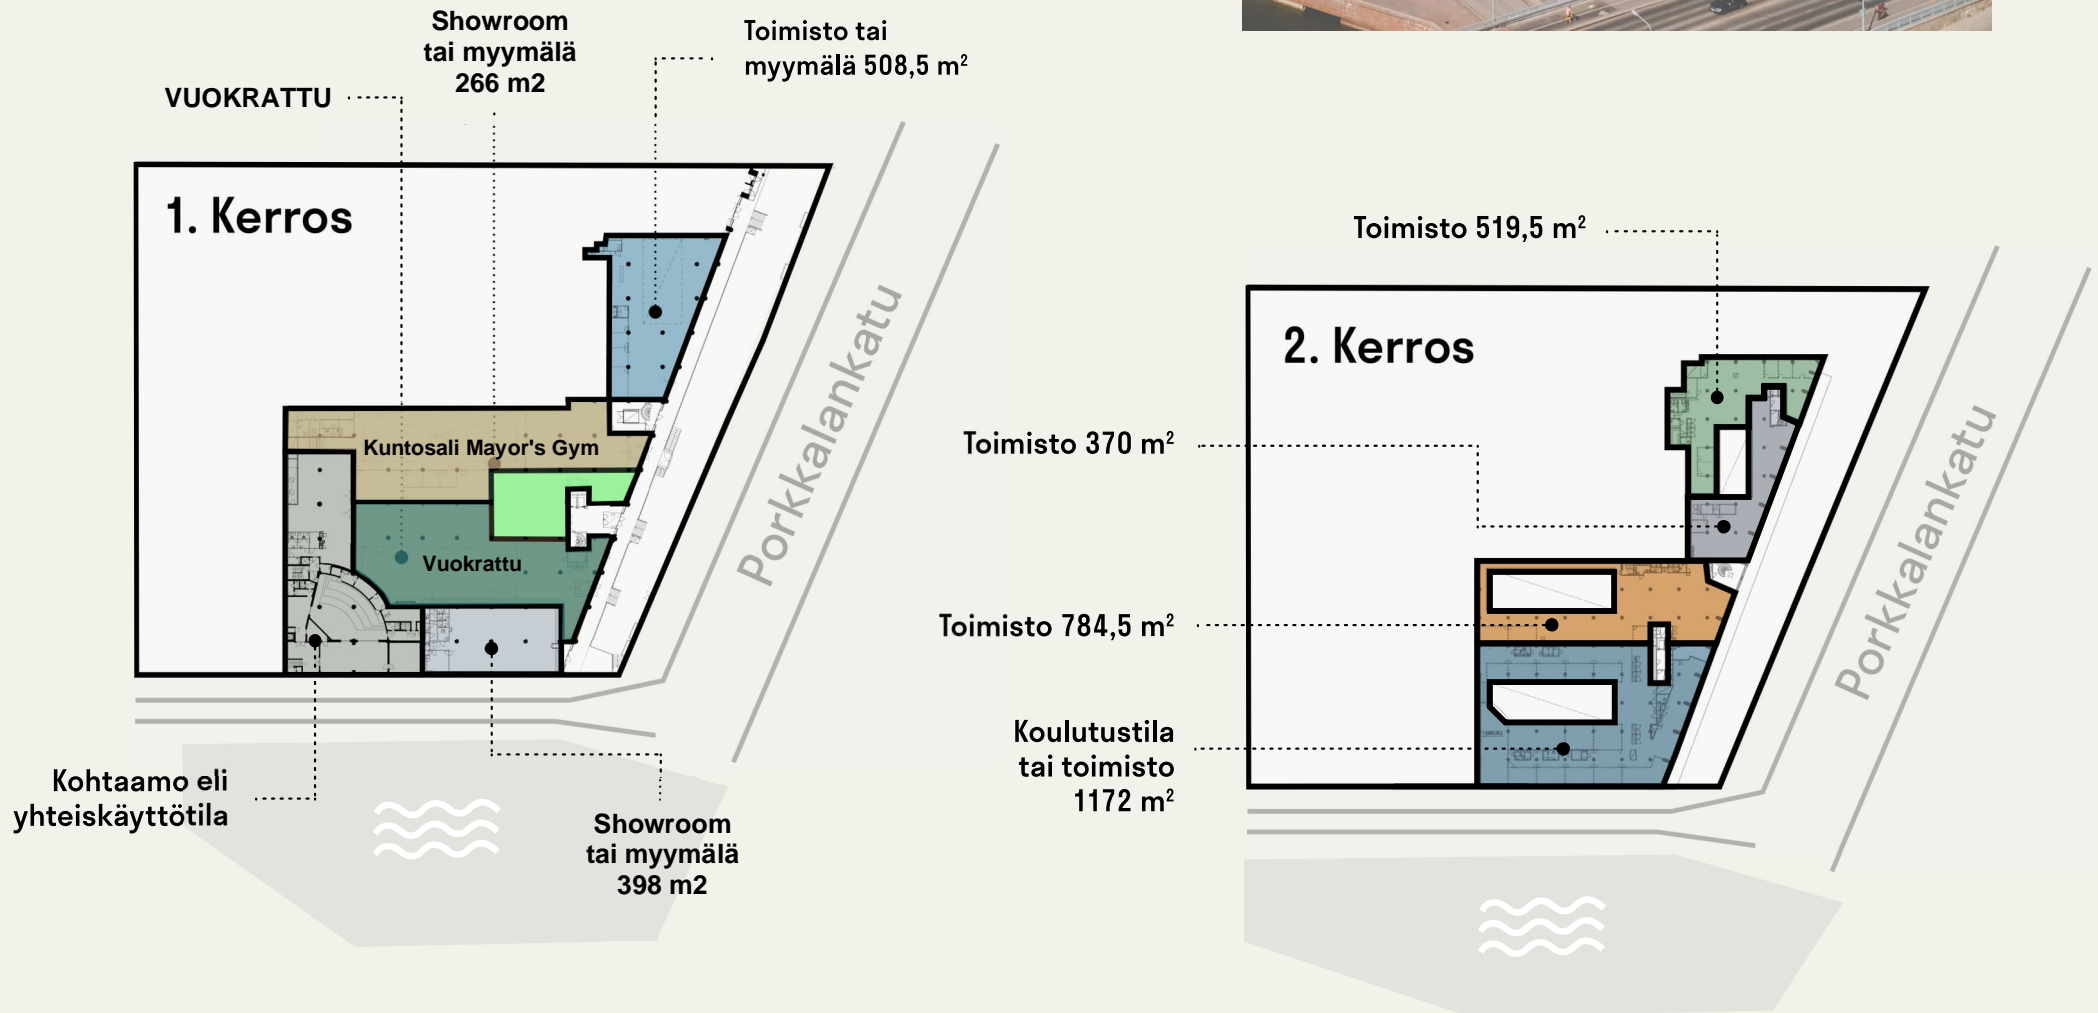 Showroom
tai myymälä
266 m2
Toimisto tai
myymälä 508,5 m²
VUOKRATTU
1. Kerros
Kuntosali Mayor's Gym
Vuokrattu
Porkkalankatu
Kohtaamo eli
yhteiskäyttötila
Showroom
tai myymälä
398 m2
Toimisto 519,5 m²
2. Kerros
Toimisto 370 m²
Toimisto 784,5 m²
Koulutustila
tai toimisto
1172 m²
Porkkalankatu